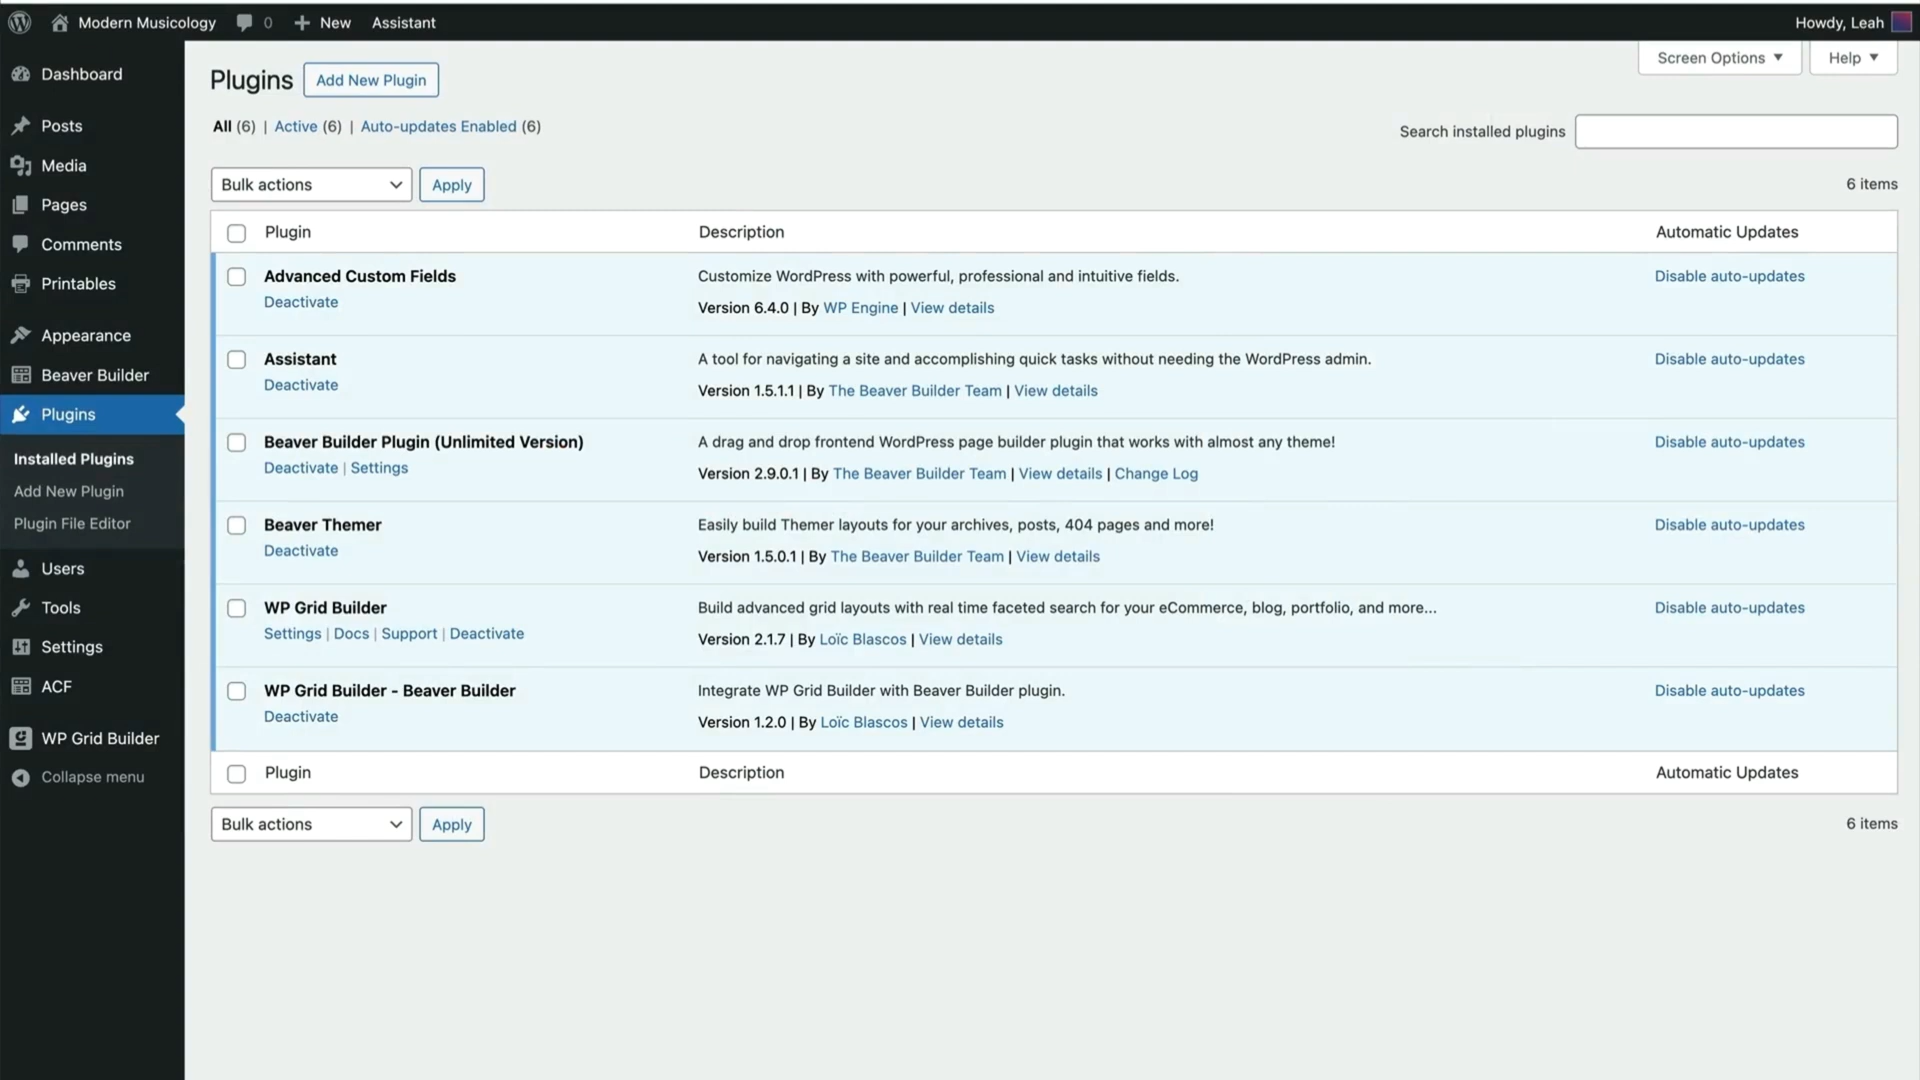 Modern Musicology 0 New Assistant Howdy, Leah
Dashboard
Posts
Media
Pages
Comments
Printables
Appearance
Beaver Builder
Plugins
Installed Plugins
Add New Plugin
Plugin File Editor
Users
Tools
Settings
ACF
WP Grid Builder
Collapse menu
Screen Options Help
Plugins Add New Plugin
All (6) | Active (6) | Auto-updates Enabled (6)
Search installed plugins
Bulk actions Apply 6 items
Plugin Description Automatic Updates
Advanced Custom Fields Customize WordPress with powerful, professional and intuitive fields. Disable auto-updates
Deactivate
Version 6.4.0 | By WP Engine | View details
Assistant A tool for navigating a site and accomplishing quick tasks without needing the WordPress admin. Disable auto-updates
Deactivate
Version 1.5.1.1 | By The Beaver Builder Team | View details
Beaver Builder Plugin (Unlimited Version) A drag and drop frontend WordPress page builder plugin that works with almost any theme! Disable auto-updates
Deactivate | Settings
Version 2.9.0.1 | By The Beaver Builder Team | View details | Change Log
Beaver Themer Easily build Themer layouts for your archives, posts, 404 pages and more! Disable auto-updates
Deactivate
Version 1.5.0.1 | By The Beaver Builder Team | View details
WP Grid Builder Build advanced grid layouts with real time faceted search for your eCommerce, blog, portfolio, and more... Disable auto-updates
Settings | Docs | Support | Deactivate
Version 2.1.7 | By Loïc Blascos | View details
WP Grid Builder - Beaver Builder Integrate WP Grid Builder with Beaver Builder plugin. Disable auto-updates
Deactivate
Version 1.2.0 | By Loïc Blascos | View details
Plugin Description Automatic Updates
Bulk actions Apply 6 items